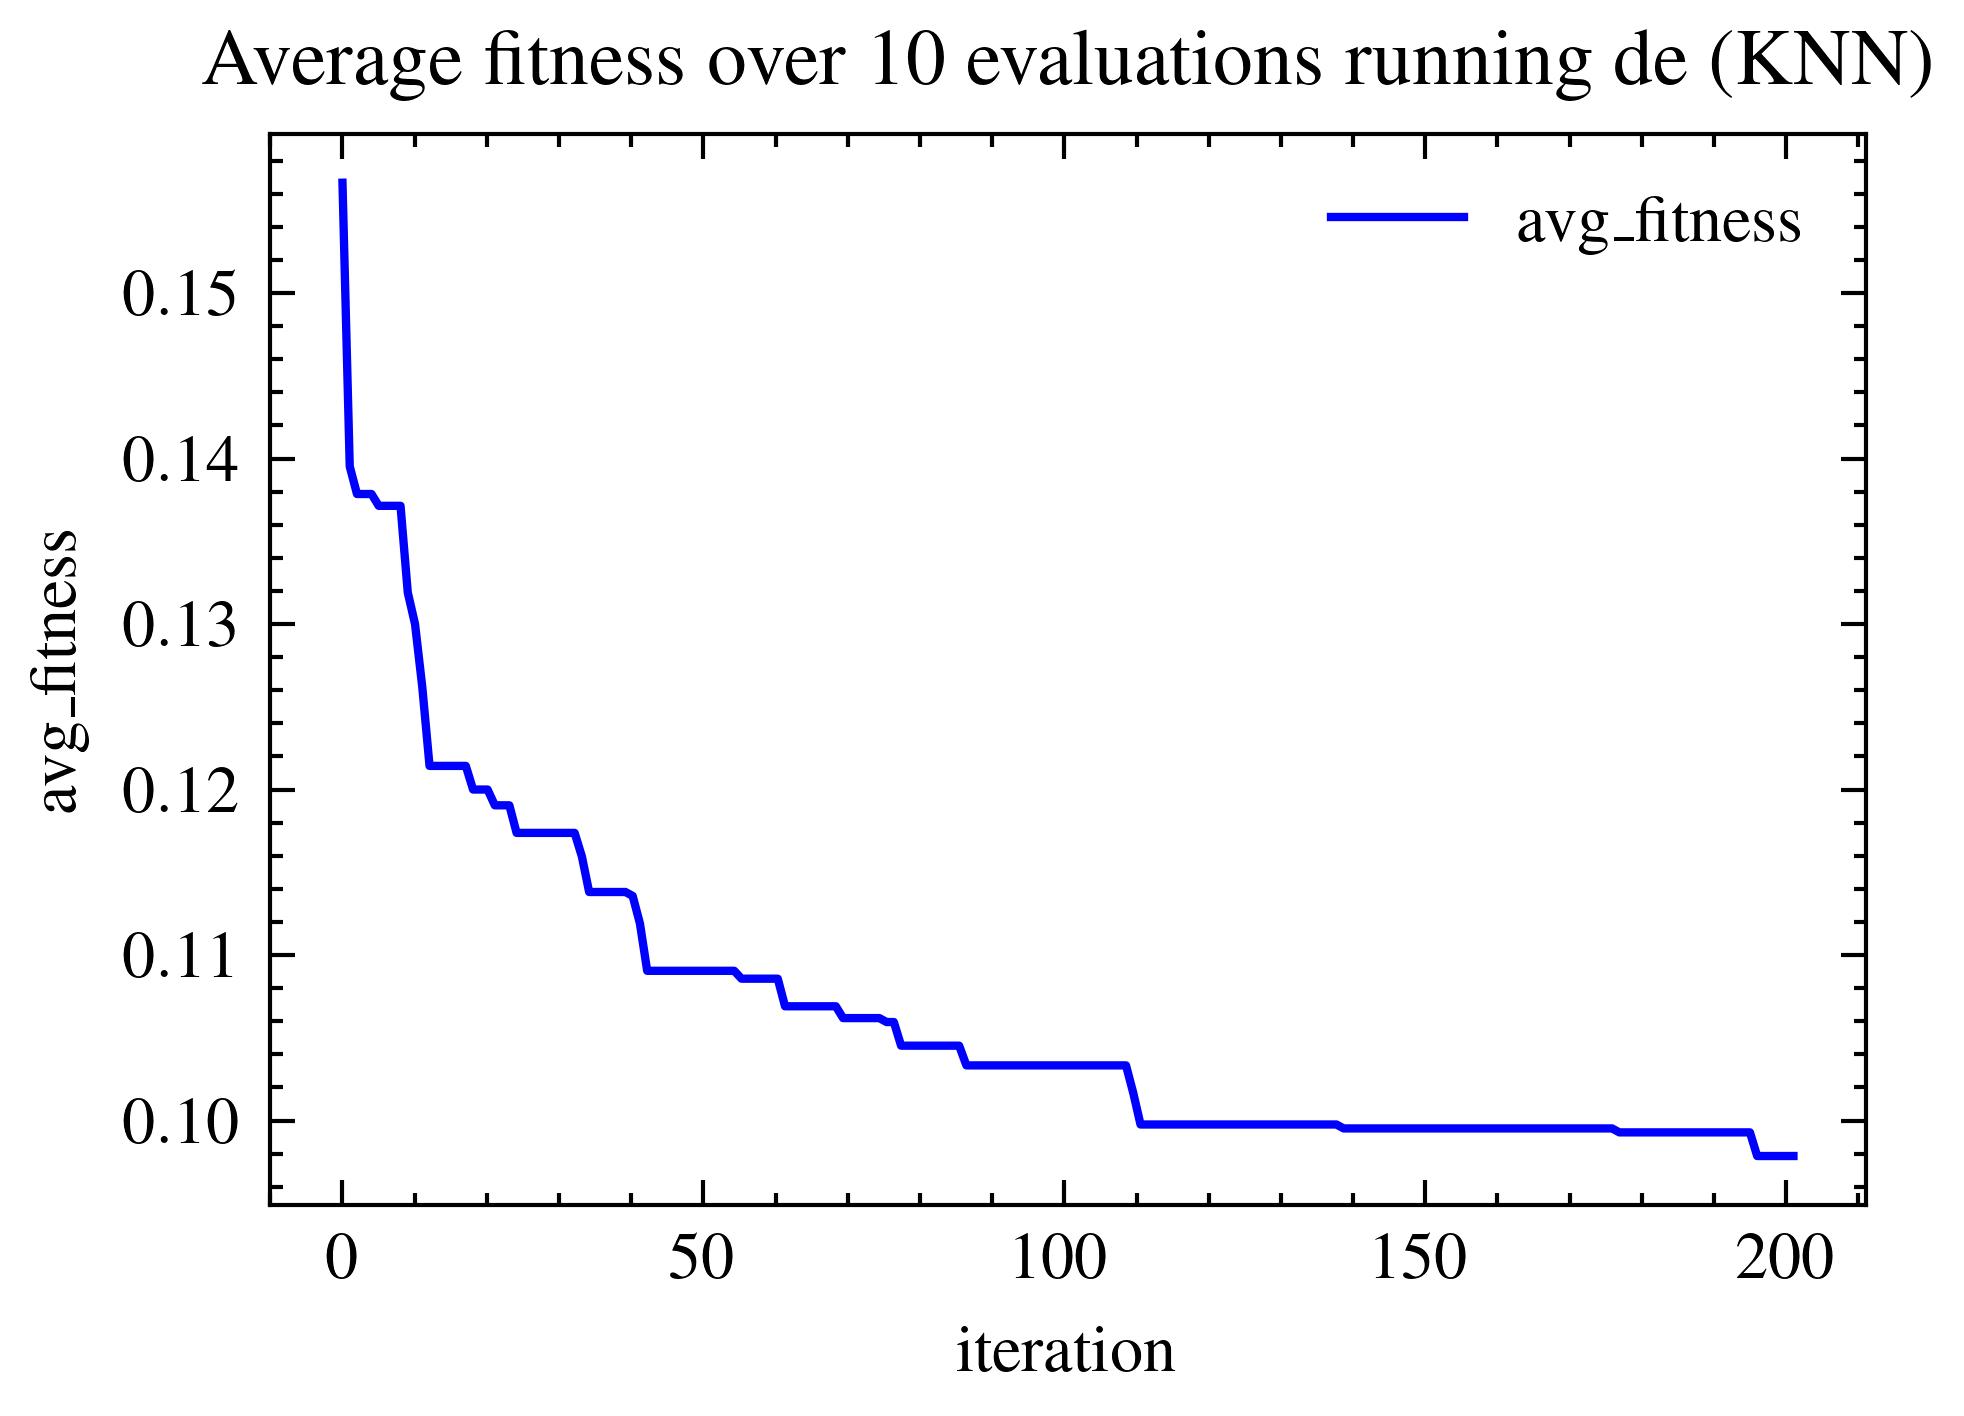 Average fitness over 10 evaluations running de (KNN)
avg_fitness
0.15
0.14
0.13
0.12
0.11
0.10
avg_fitness
0 50 100 150 200
iteration